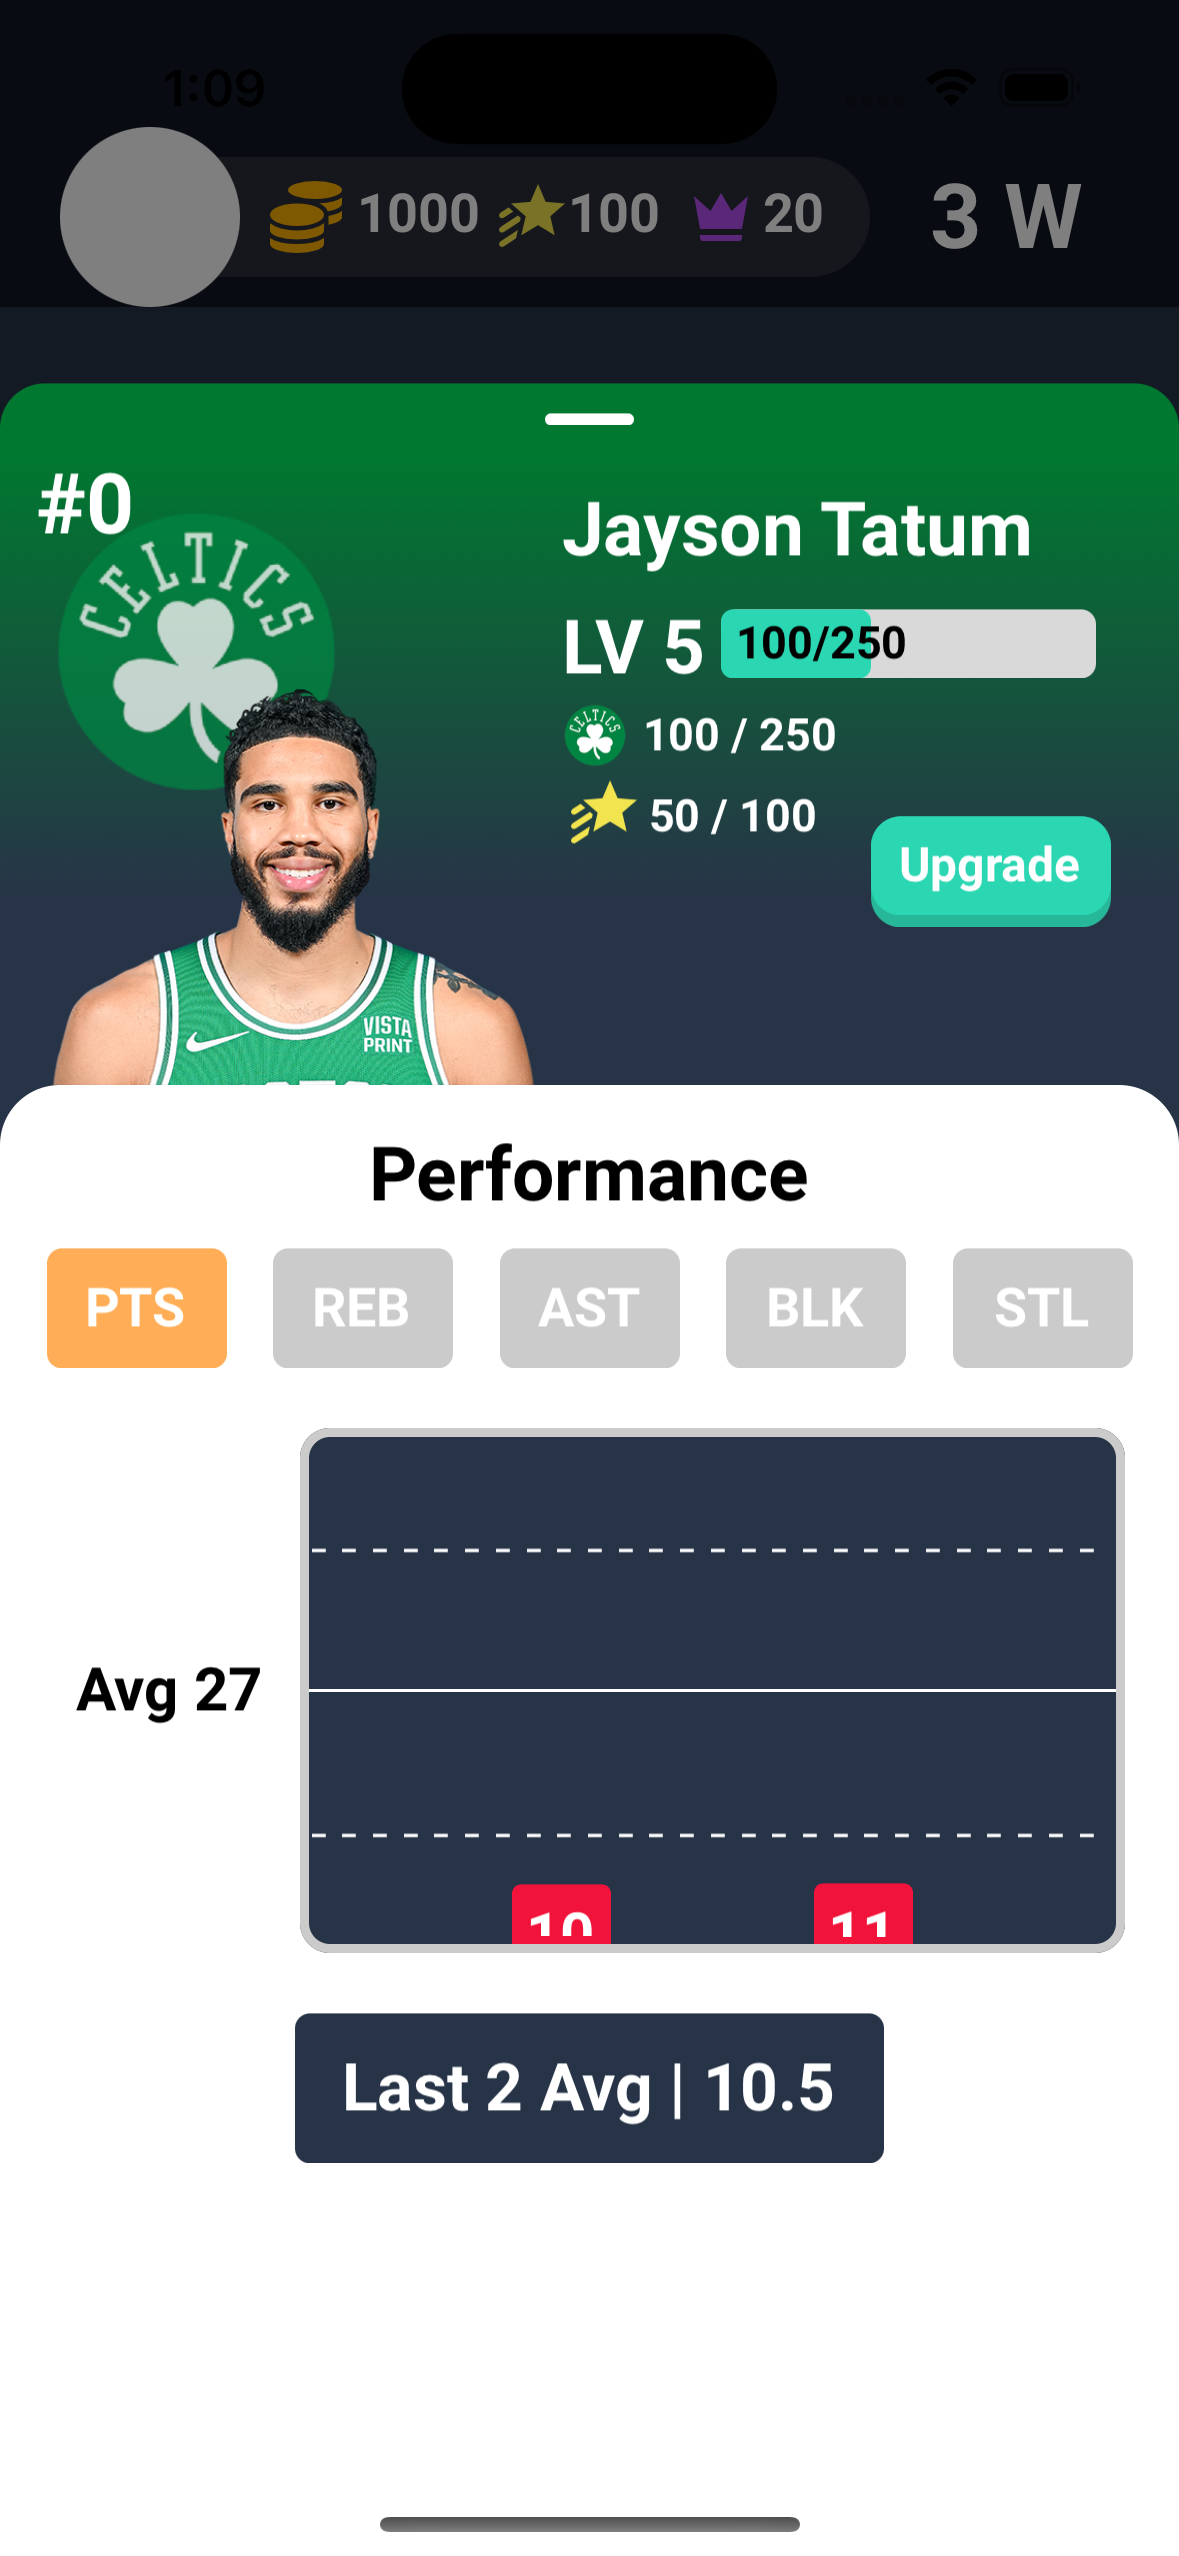 1:09
1000 100 20 3 W
#0
CELTICS
Jayson Tatum
LV 5 100/250
CELTICS 100 / 250
50 / 100
Upgrade
VISTA
PRINT
Performance
PTS REB AST BLK STL
Avg 27
10 11
Last 2 Avg | 10.5